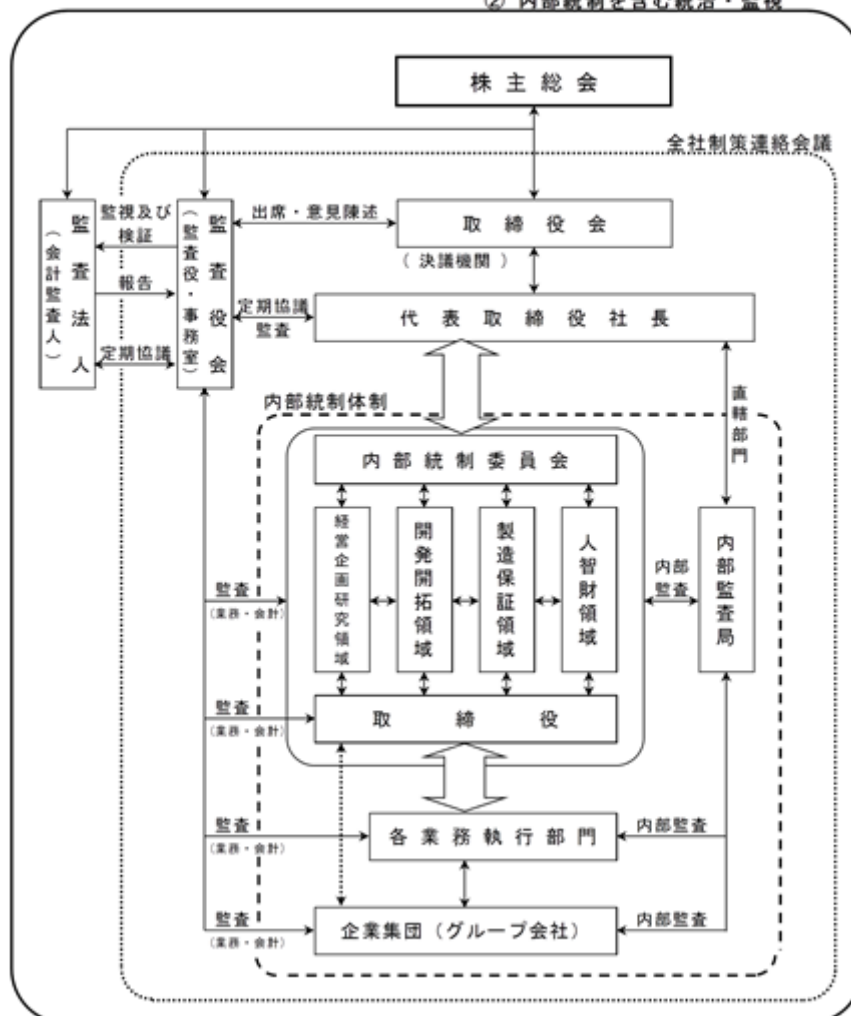 ② 内部統制を含む統治・監視
株主総会
全社制策連絡会議
監査法人
(会計監査人)
監視及び
検証
報告
定期協議
監査役会
(監査役・事務室)
出席・意見陳述
取締役会
(決議機関)
定期協議
監査
代表取締役社長
直轄部門
内部統制体制
内部統制委員会
経営企画研究領域
開発開拓領域
製造保証領域
人智財領域
内部
監査
内部監査局
監査
(業務・会計)
取締役
監査
(業務・会計)
各業務執行部門
監査
(業務・会計)
内部監査
企業集団(グループ会社)
監査
(業務・会計)
内部監査